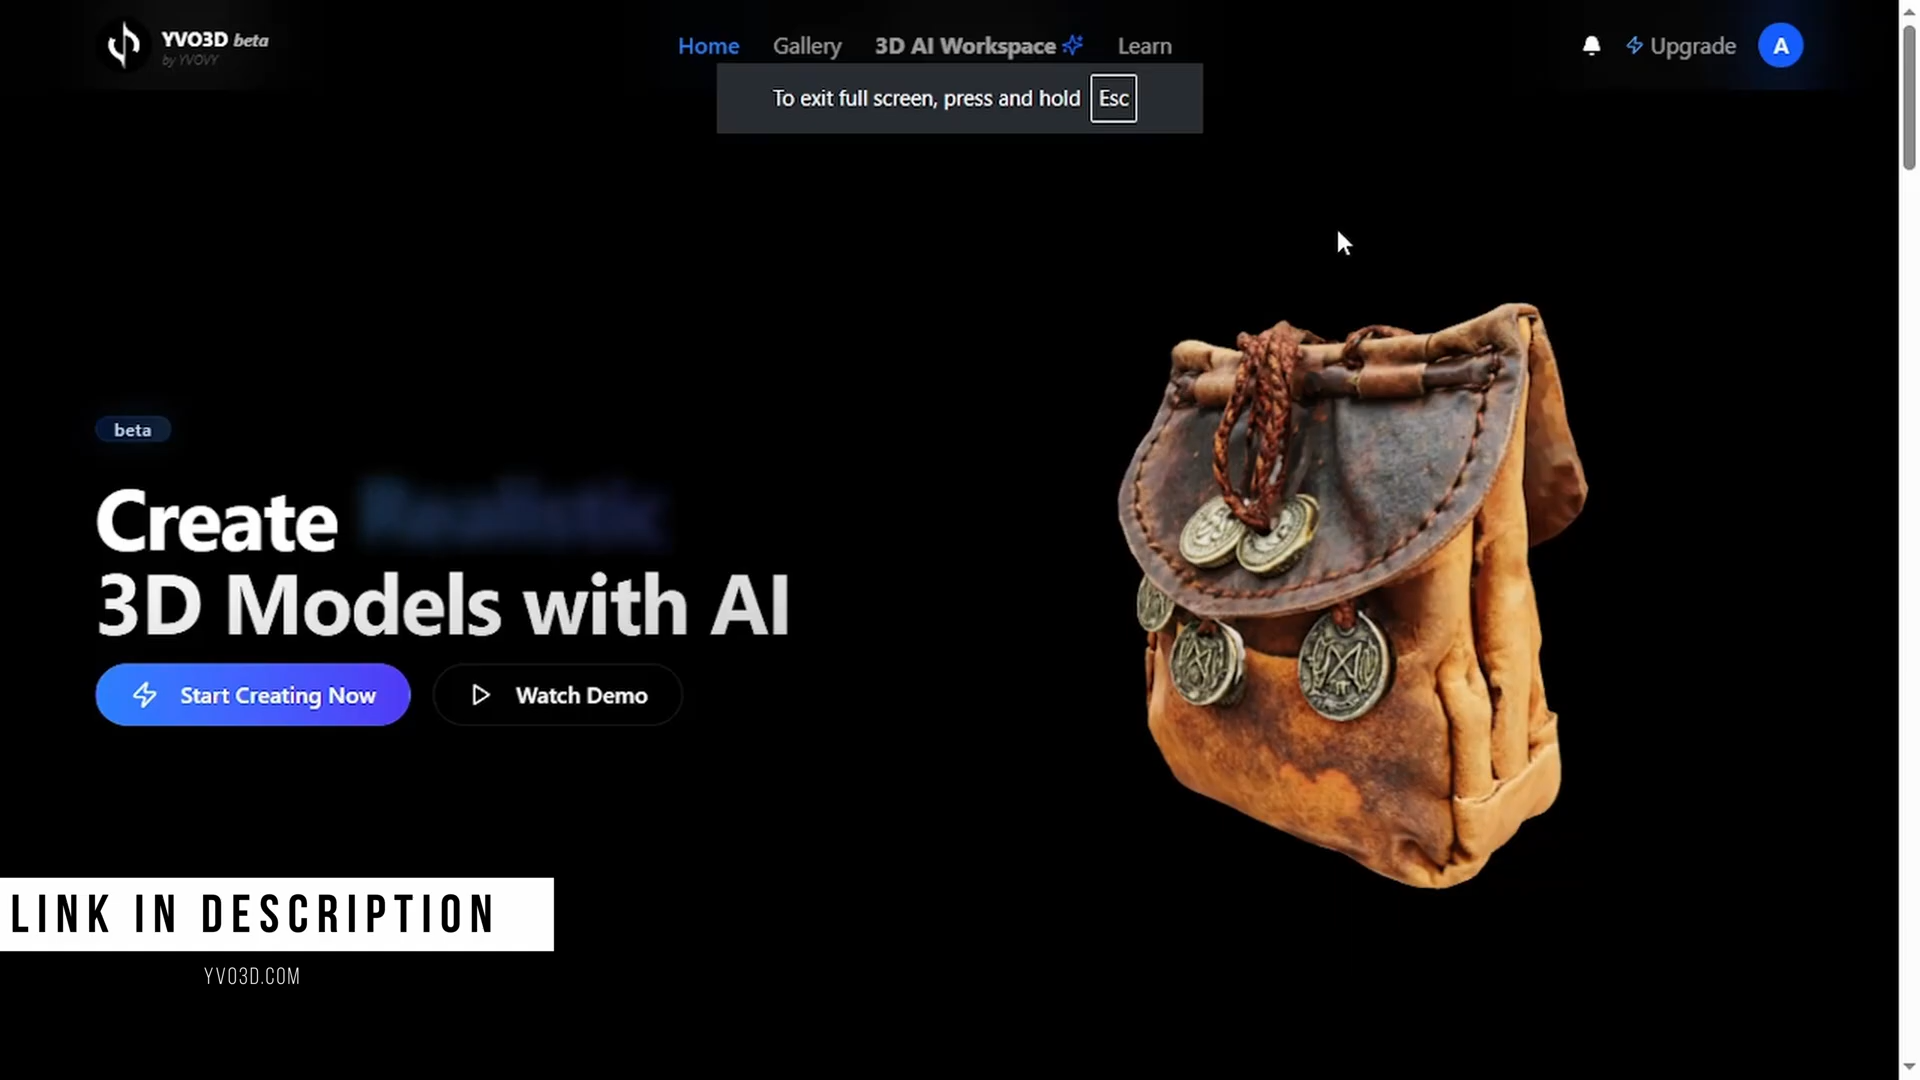 YVO3D beta
by YVOVY
Home
Gallery
3D AI Workspace
Learn
Upgrade
A
To exit full screen, press and hold Esc
beta
Create Realistic
3D Models with AI
Start Creating Now
Watch Demo
LINK IN DESCRIPTION
YVO3D.COM